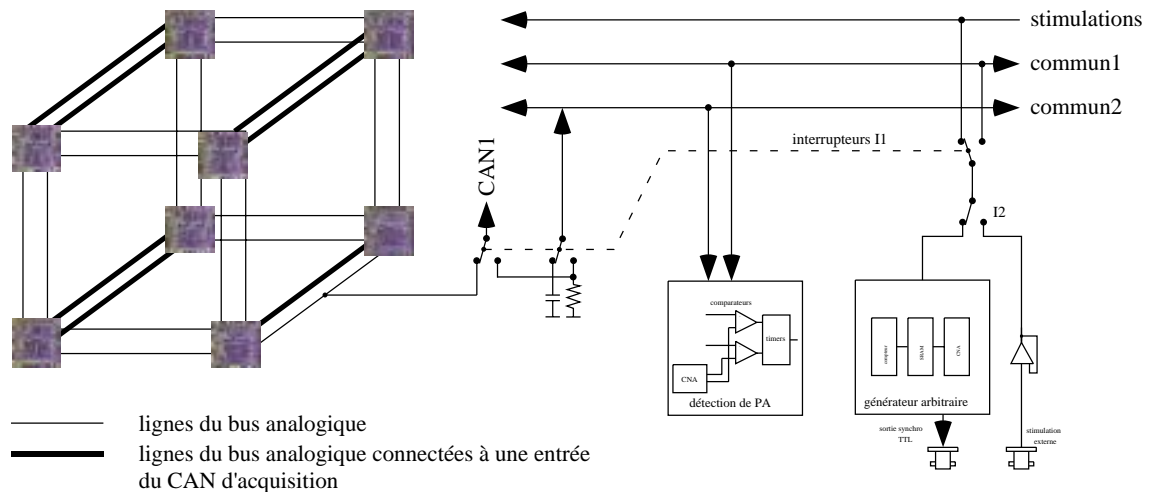 stimulations
commun1
commun2
interrupteurs I1
CAN1
I2
comparateurs
timers
CNA
détection de PA
compteur
SRAM
CNA
générateur arbitraire
sortie synchro
TTL
stimulation
externe
lignes du bus analogique
lignes du bus analogique connectées à une entrée
du CAN d'acquisition